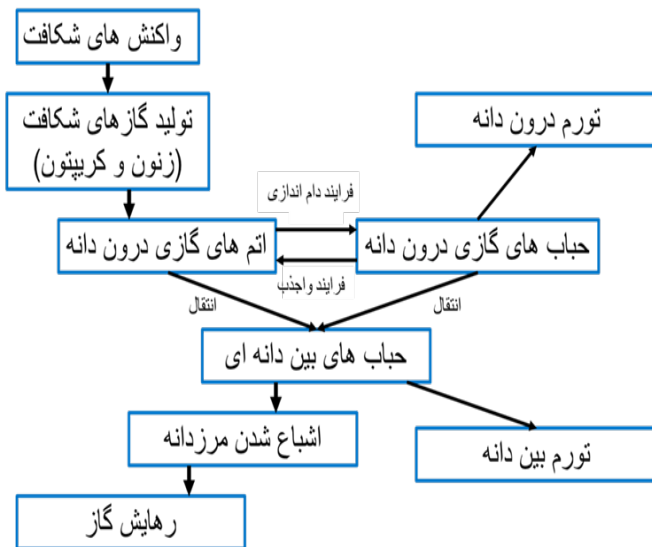 واکنش های شکافت
تولید گازهای شکافت
(زنون و کریپتون)
تورم درون دانه
فرایند دام اندازی
اتم های گازی درون دانه
حباب های گازی درون دانه
فرایند واجذب
انتقال
انتقال
حباب های بین دانه ای
اشباع شدن مرزدانه
تورم بین دانه
رهایش گاز